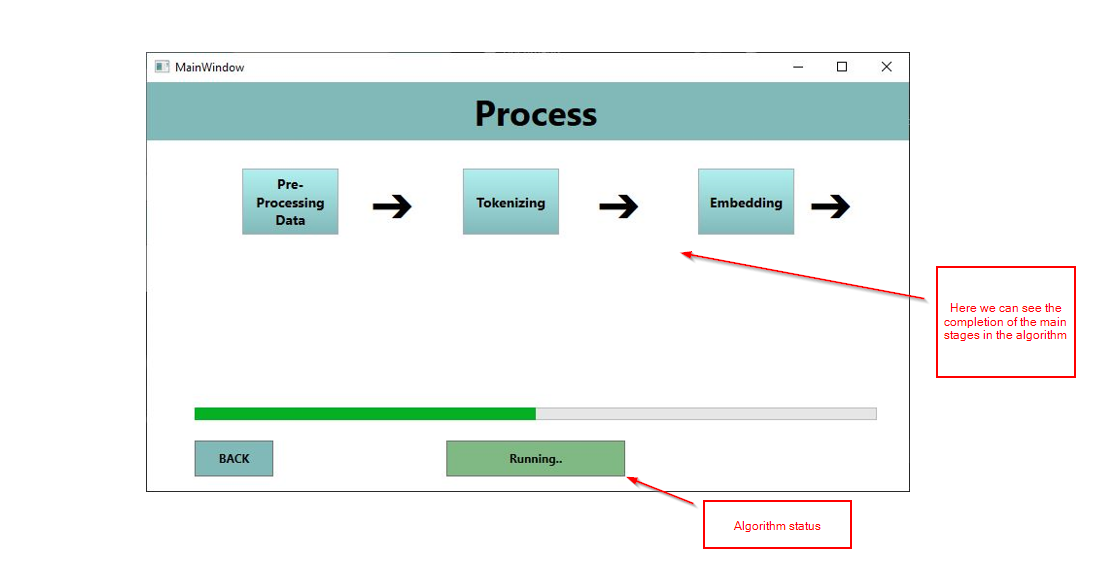 MainWindow
Process
Pre-
Processing
Data
Tokenizing
Embedding
Here we can see the
completion of the main
stages in the algorithm
BACK
Running..
Algorithm status